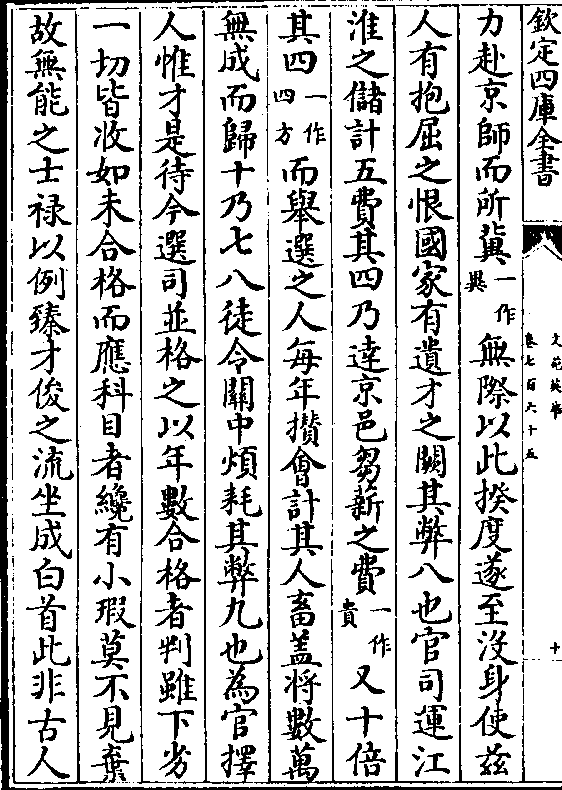 欽定四庫全書
文苑英華
卷七百六十五
十
力赴京師而所冀一作異無際以此揆度遂至沒身使茲
人有抱屈之恨國家有遺才之闕其弊八也官司運江
淮之儲計五費其四乃達京邑芻薪之費一作貴又十倍
其四一作四方而舉選之人每年攢會計其人畜蓋将數萬
無成而歸十乃七八徒令關中煩耗其弊九也為官擇
人惟才是待今選司並格之以年數合格者判雖下劣
一切皆收如未合格而應科目者纔有小瑕莫不見棄
故無能之士禄以例臻才俊之流坐成白首此非古人